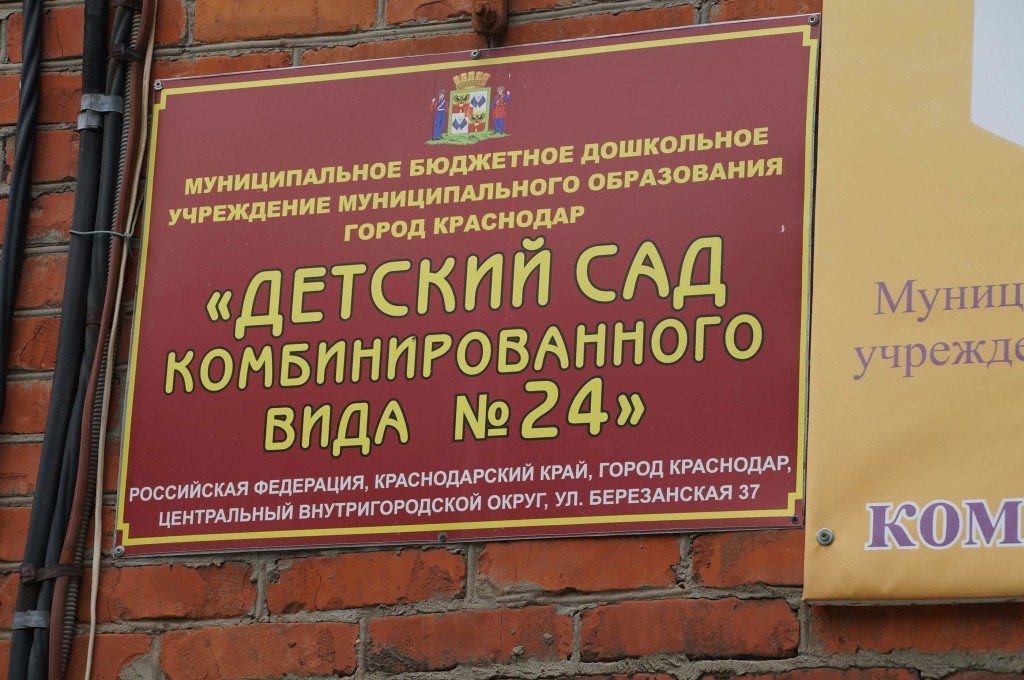 МУНИЦИПАЛЬНОЕ БЮДЖЕТНОЕ ДОШКОЛЬНОЕ
УЧРЕЖДЕНИЕ МУНИЦИПАЛЬНОГО ОБРАЗОВАНИЯ
ГОРОД КРАСНОДАР
«ДЕТСКИЙ САД
КОМБИНИРОВАННОГО
ВИДА №24»
РОССИЙСКАЯ ФЕДЕРАЦИЯ, КРАСНОДАРСКИЙ КРАЙ, ГОРОД КРАСНОДАР,
ЦЕНТРАЛЬНЫЙ ВНУТРИГОРОДСКОЙ ОКРУГ, УЛ. БЕРЕЗАНСКАЯ 37
Муниц
учрежде
ком